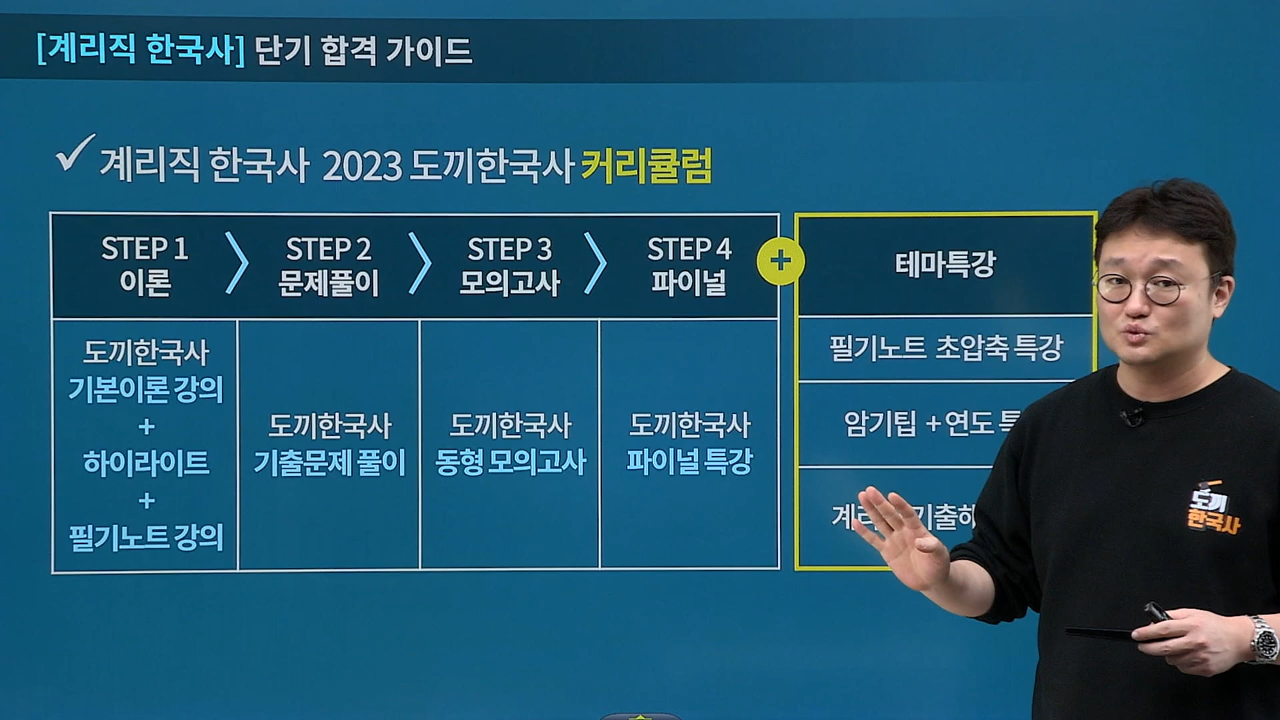 [계리직 한국사] 단기 합격 가이드
계리직 한국사 2023 도끼한국사 커리큘럼
STEP 1
이론
STEP 2
문제풀이
STEP 3
모의고사
STEP 4
파이널
+
테마특강
도끼한국사
기본이론 강의
+
하이라이트
+
필기노트 강의
도끼한국사
기출문제 풀이
도끼한국사
동형 모의고사
도끼한국사
파이널 특강
필기노트 초압축 특강
암기팁 + 연도
도끼
한국사